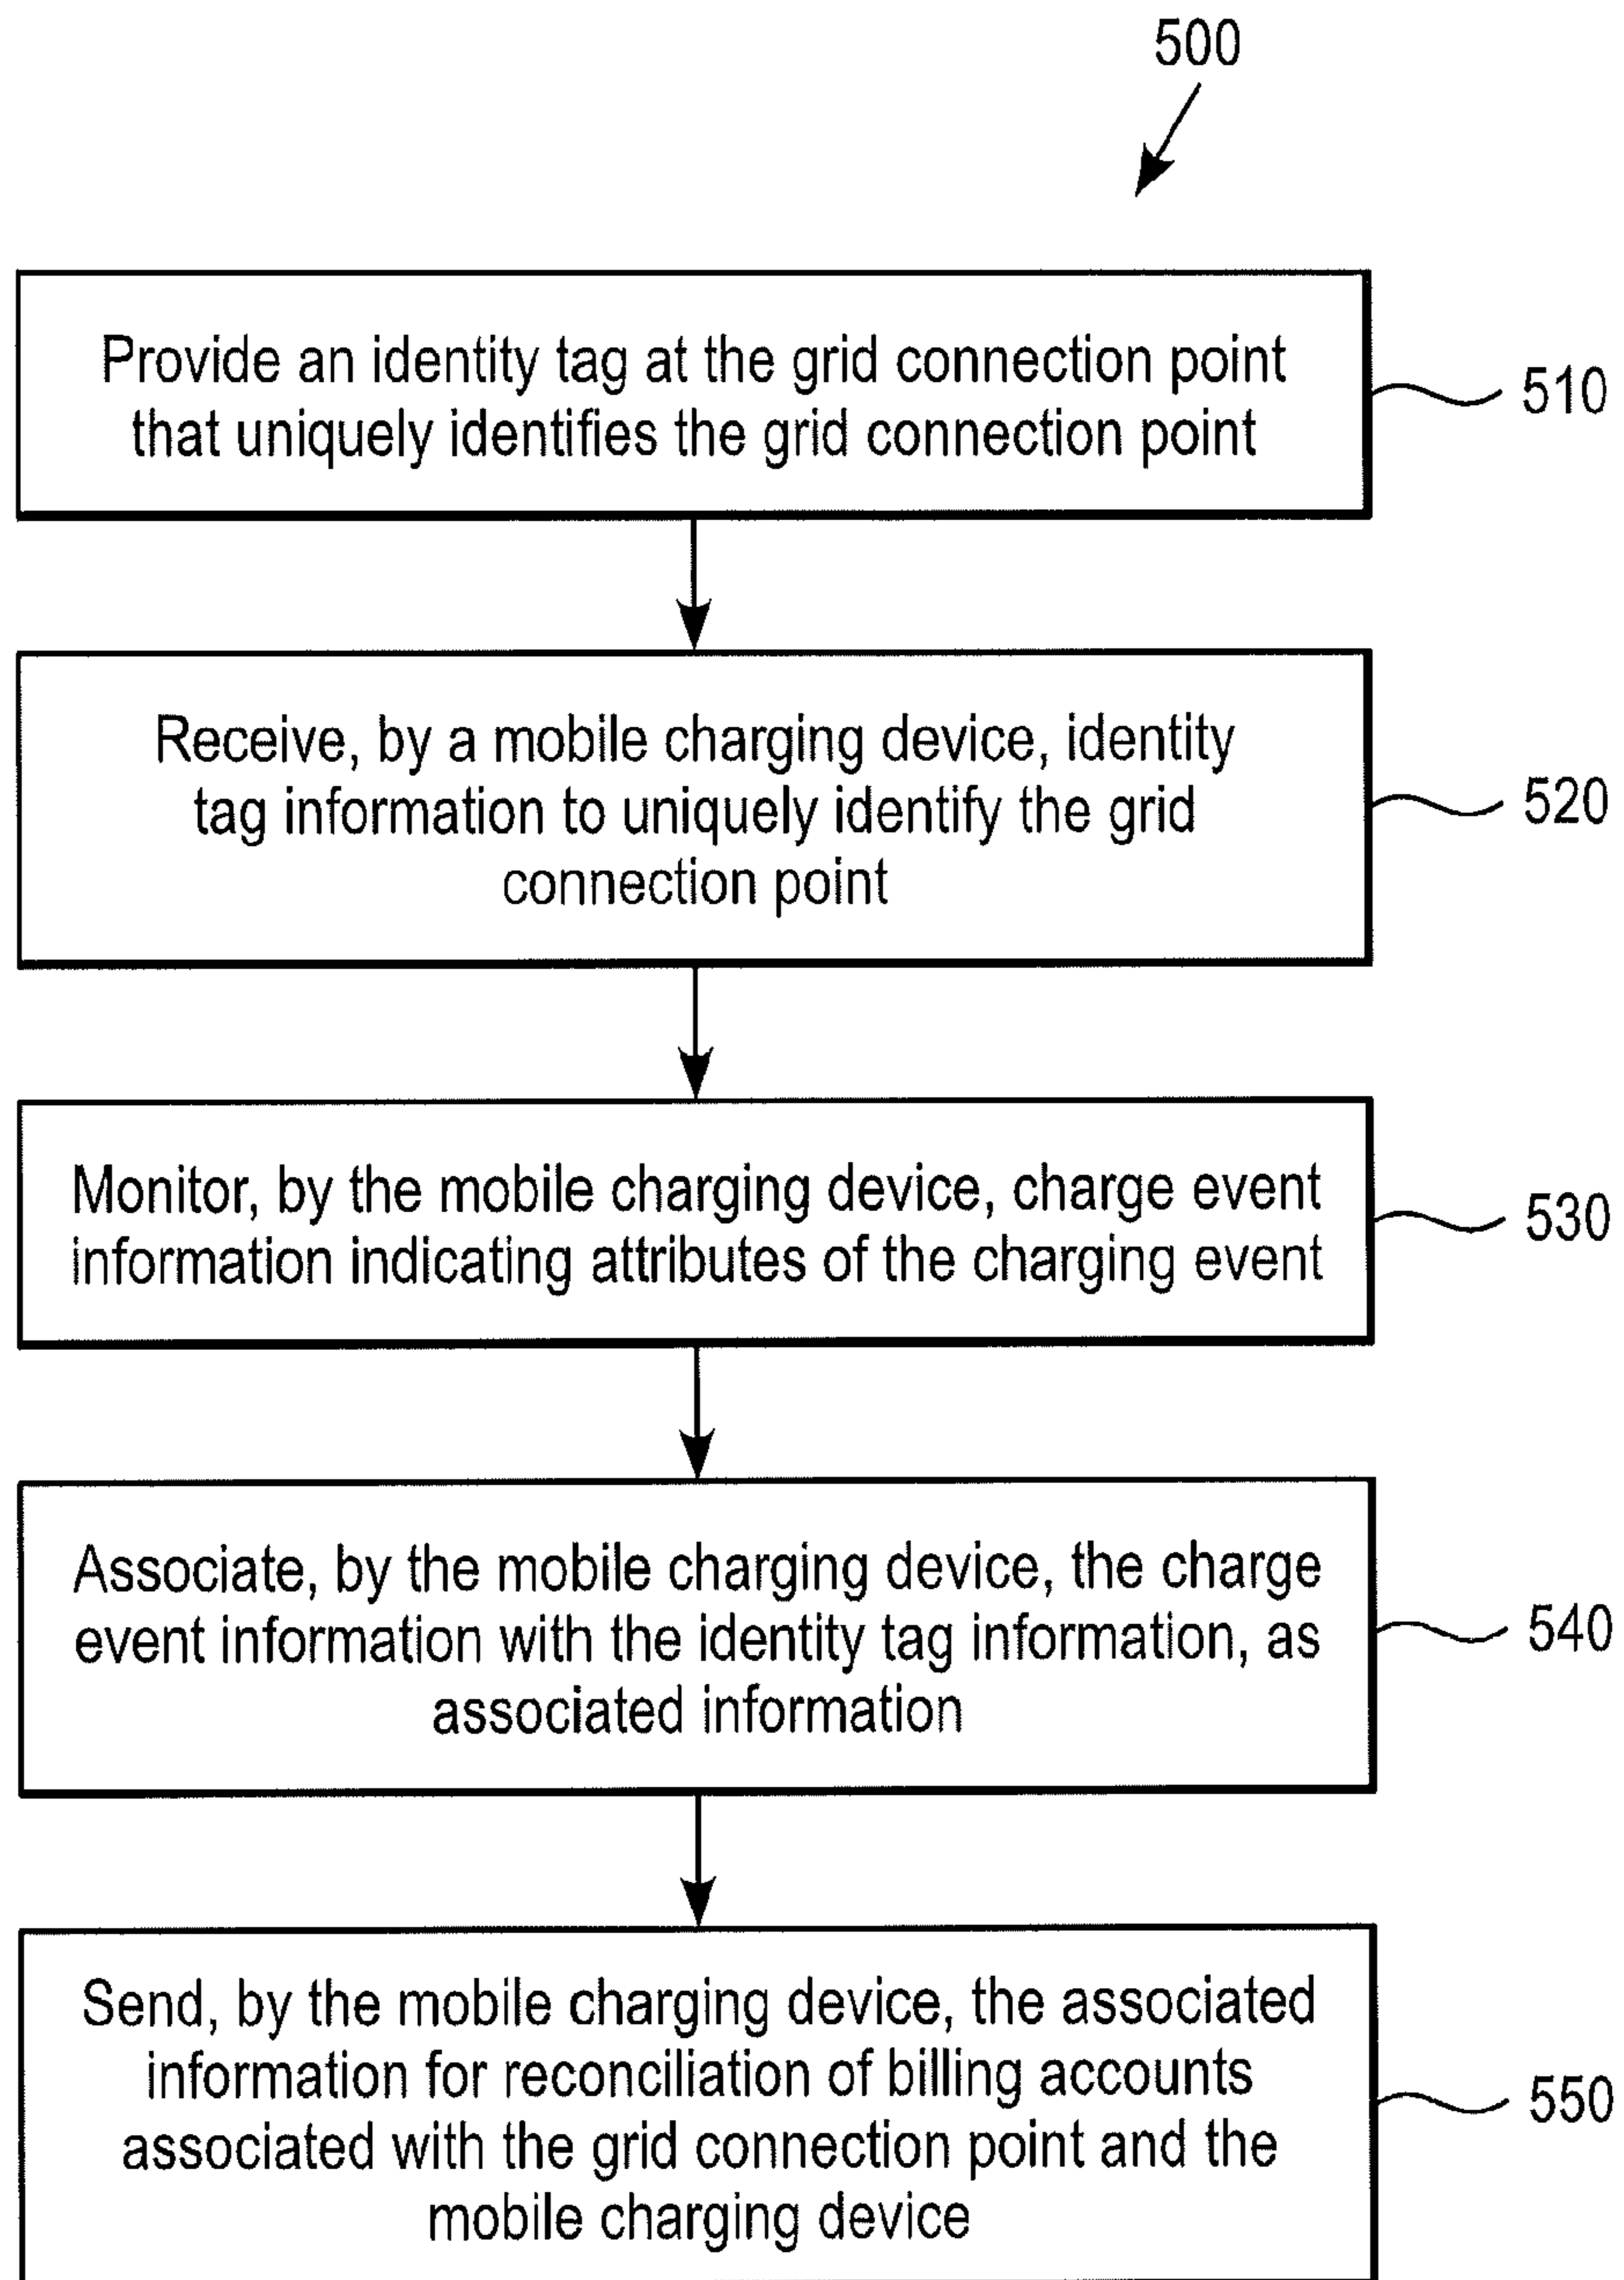 500
Provide an identity tag at the grid connection point
that uniquely identifies the grid connection point
510
Receive, by a mobile charging device, identity
tag information to uniquely identify the grid
connection point
520
Monitor, by the mobile charging device, charge event
information indicating attributes of the charging event
530
Associate, by the mobile charging device, the charge
event information with the identity tag information, as
associated information
540
Send, by the mobile charging device, the associated
information for reconciliation of billing accounts
associated with the grid connection point and the
mobile charging device
550